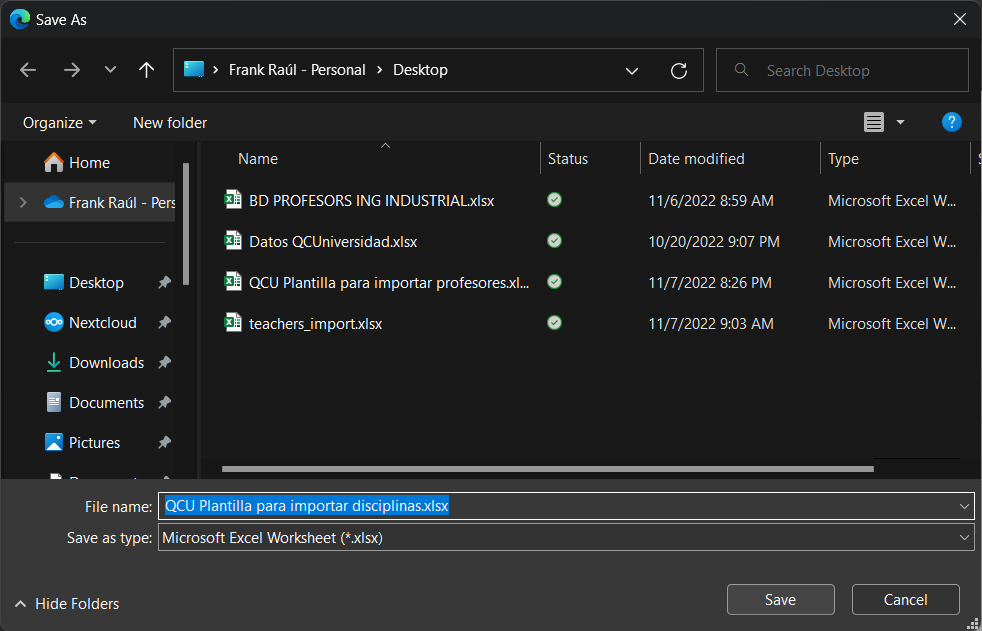 Save As
Frank Raúl - Personal > Desktop
Search Desktop
Organize
New folder
Home
Frank Raúl - Pers
Desktop
Nextcloud
Downloads
Documents
Pictures
Name Status Date modified Type
BD PROFESORS ING INDUSTRIAL.xlsx 11/6/2022 8:59 AM Microsoft Excel W...
Datos QCUniversidad.xlsx 10/20/2022 9:07 PM Microsoft Excel W...
QCU Plantilla para importar profesores.xl... 11/7/2022 8:26 PM Microsoft Excel W...
teachers_import.xlsx 11/7/2022 9:03 AM Microsoft Excel W...
File name: QCU Plantilla para importar disciplinas.xlsx
Save as type: Microsoft Excel Worksheet (*.xlsx)
Hide Folders
Save
Cancel